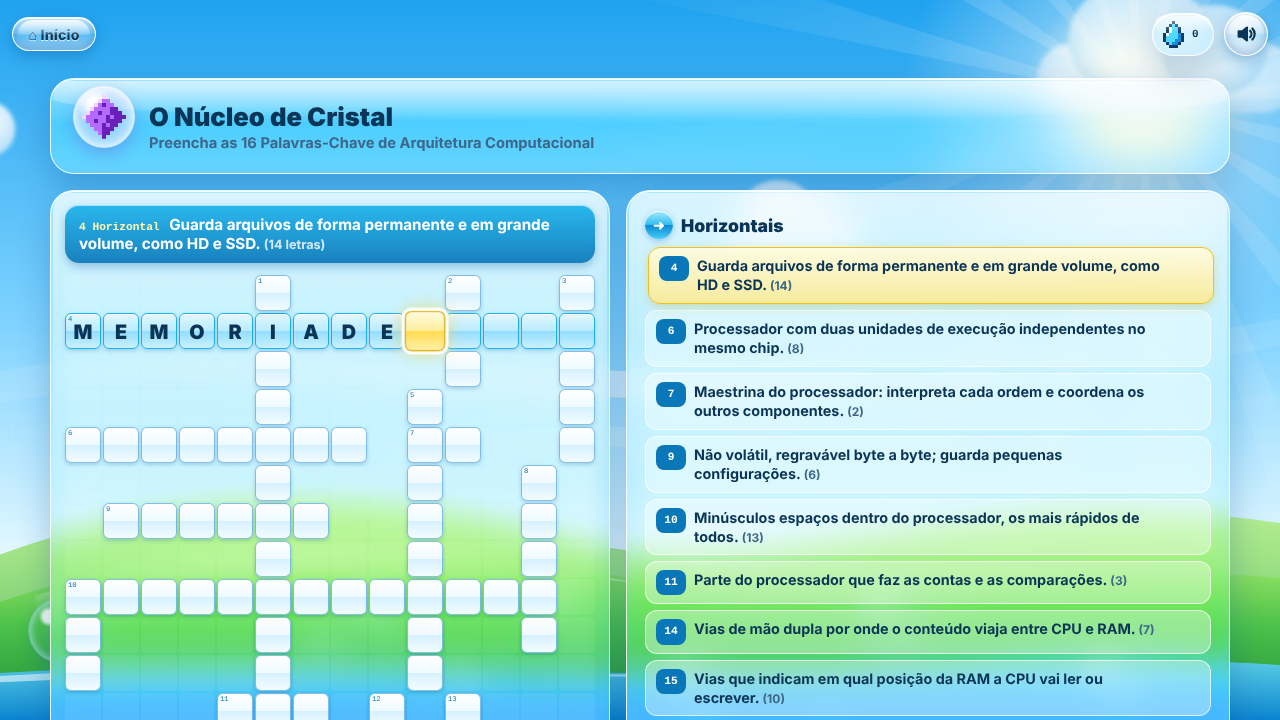 ⌂ Início
0
O Núcleo de Cristal
Preencha as 16 Palavras-Chave de Arquitetura Computacional
4 Horizontal Guarda arquivos de forma permanente e em grande
volume, como HD e SSD. (14 letras)
1 2 3
4 M E M O R I A D E
5
6 7
8
9
10
11 12 13
➜ Horizontais
4 Guarda arquivos de forma permanente e em grande volume, como
HD e SSD. (14)
6 Processador com duas unidades de execução independentes no
mesmo chip. (8)
7 Maestrina do processador: interpreta cada ordem e coordena os
outros componentes. (2)
9 Não volátil, regravável byte a byte; guarda pequenas
configurações. (6)
10 Minúsculos espaços dentro do processador, os mais rápidos de
todos. (13)
11 Parte do processador que faz as contas e as comparações. (3)
14 Vias de mão dupla por onde o conteúdo viaja entre CPU e RAM. (7)
15 Vias que indicam em qual posição da RAM a CPU vai ler ou
escrever. (10)